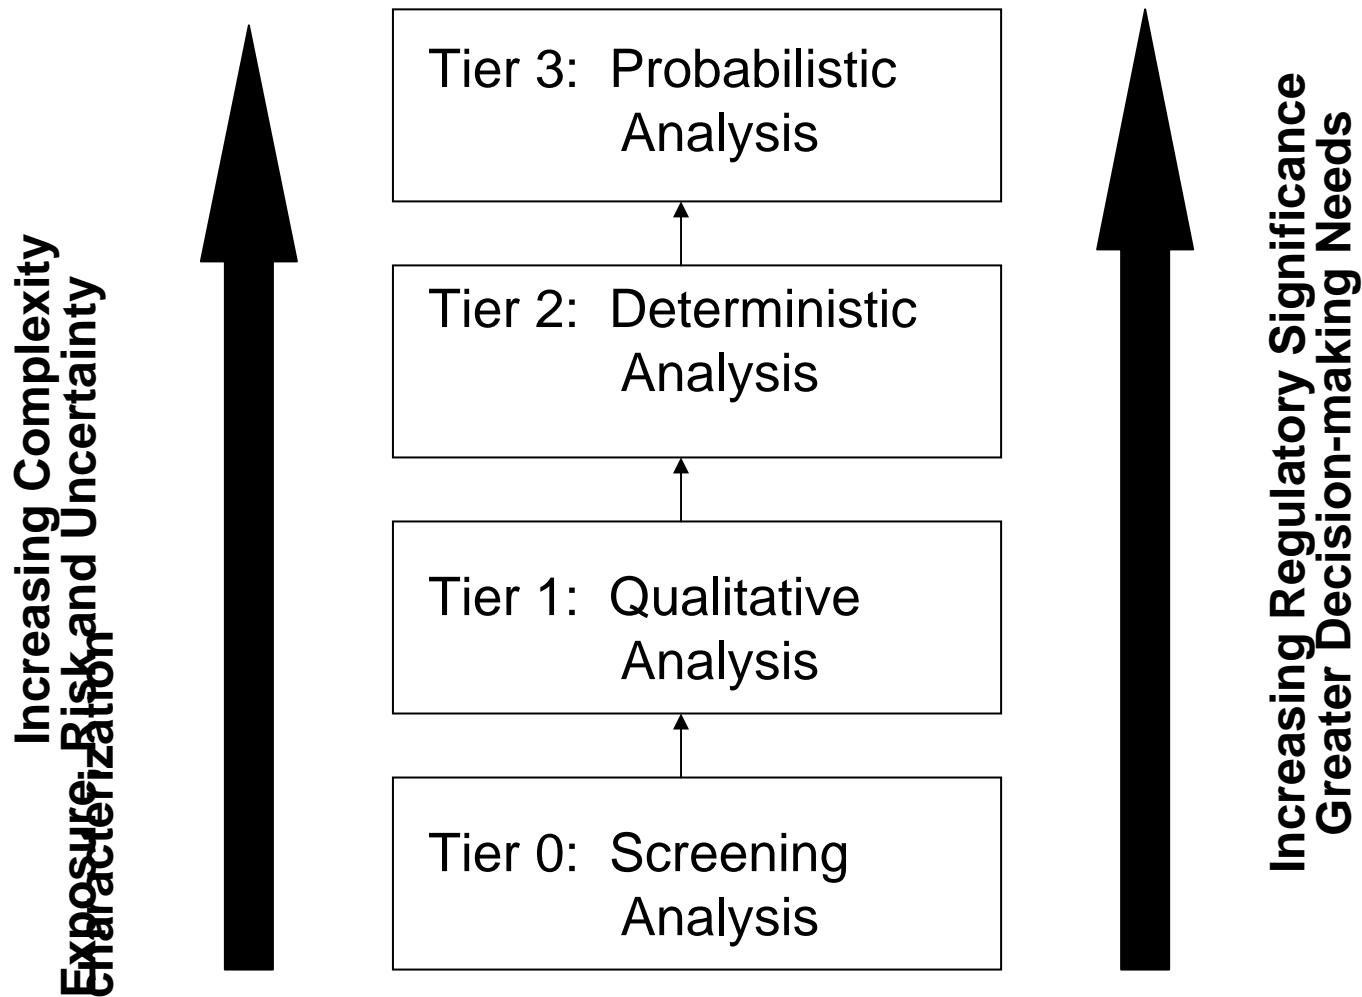 Increasing Complexity
Exposure, Risk and Uncertainty
Characterization
Tier 3: Probabilistic
Analysis
Tier 2: Deterministic
Analysis
Tier 1: Qualitative
Analysis
Tier 0: Screening
Analysis
Increasing Regulatory Significance
Greater Decision-making Needs